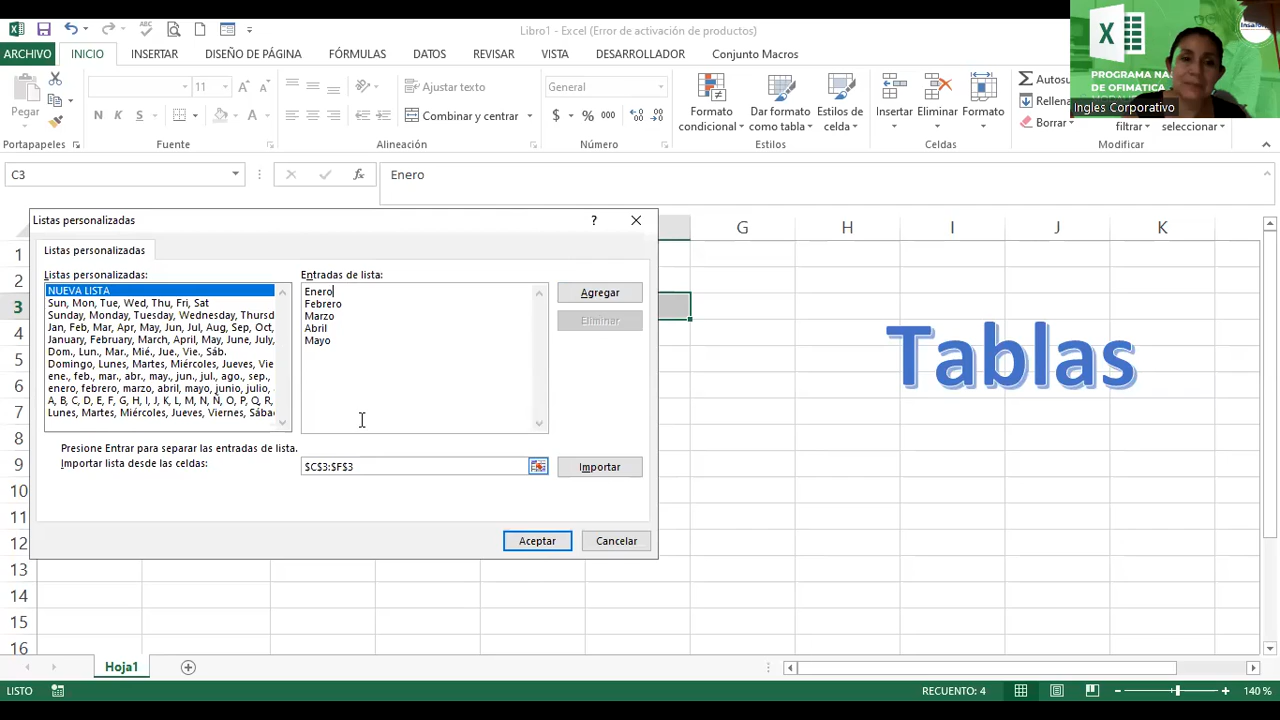 ABC
Libro1 - Excel (Error de activación de productos)
ARCHIVO INICIO INSERTAR DISEÑO DE PÁGINA FÓRMULAS DATOS REVISAR VISTA DESARROLLADOR Conjunto Macros
PROGRAMA NA
DE OFIMÁTICA
Ingles Corporativo
Pegar
11
N K S
Ajustar texto
Combinar y centrar
General
$ % 000
Formato condicional
Dar formato como tabla
Estilos de celda
Insertar
Eliminar
Formato
Autosu
Rellena
Borrar
filtrar
seleccionar
Portapapeles Fuente Alineación Número Estilos Celdas Modificar
C3
fx
Enero
G H I J K
1
2
3
4
5
6
7
8
9
10
11
12
13
14
15
16
Tablas
Listas personalizadas
?
Listas personalizadas
Listas personalizadas:
NUEVA LISTA
Sun, Mon, Tue, Wed, Thu, Fri, Sat
Sunday, Monday, Tuesday, Wednesday, Thursd
Jan, Feb, Mar, Apr, May, Jun, Jul, Aug, Sep, Oct,
January, February, March, April, May, June, July,
Dom., Lun., Mar., Mié., Jue., Vie., Sáb.
Domingo, Lunes, Martes, Miércoles, Jueves, Vie
ene., feb., mar., abr., may., jun., jul., ago., sep.,
enero, febrero, marzo, abril, mayo, junio, julio,
A, B, C, D, E, F, G, H, I, J, K, L, M, N, Ñ, O, P, Q, R,
Lunes, Martes, Miércoles, Jueves, Viernes, Sába
Entradas de lista:
Enero
Febrero
Marzo
Abril
Mayo
Agregar
Eliminar
Presione Entrar para separar las entradas de lista.
Importar lista desde las celdas:
$C$3:$F$3
Importar
Aceptar
Cancelar
Hoja1
LISTO
RECUENTO: 4
140 %